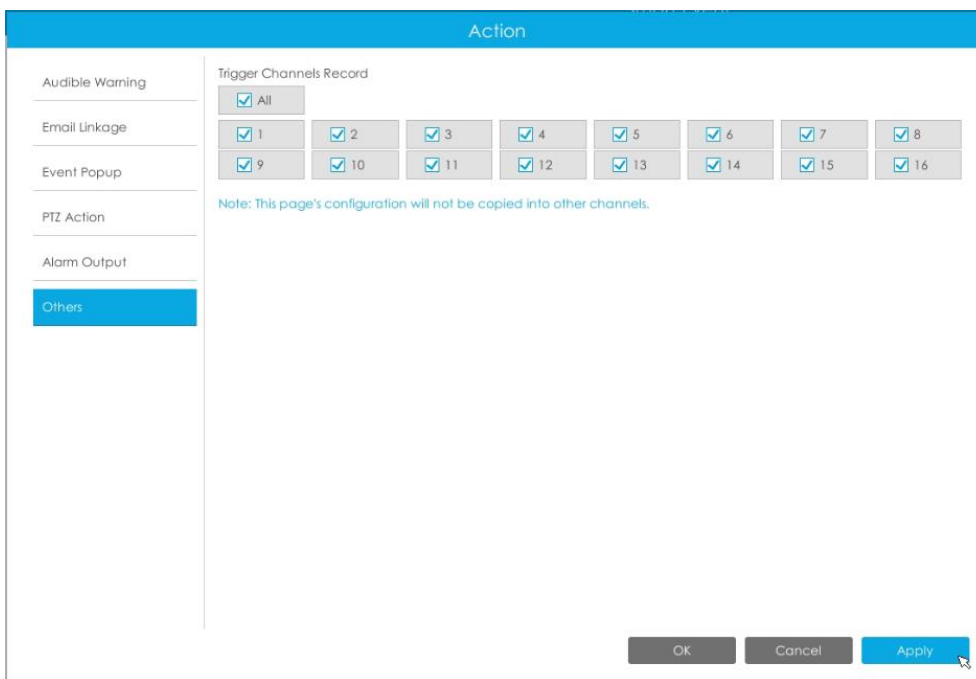 Action
Audible Warning
Email Linkage
Event Popup
PTZ Action
Alarm Output
Others
Trigger Channels Record
All
1 2 3 4 5 6 7 8
9 10 11 12 13 14 15 16
Note: This page's configuration will not be copied into other channels.
OK Cancel Apply